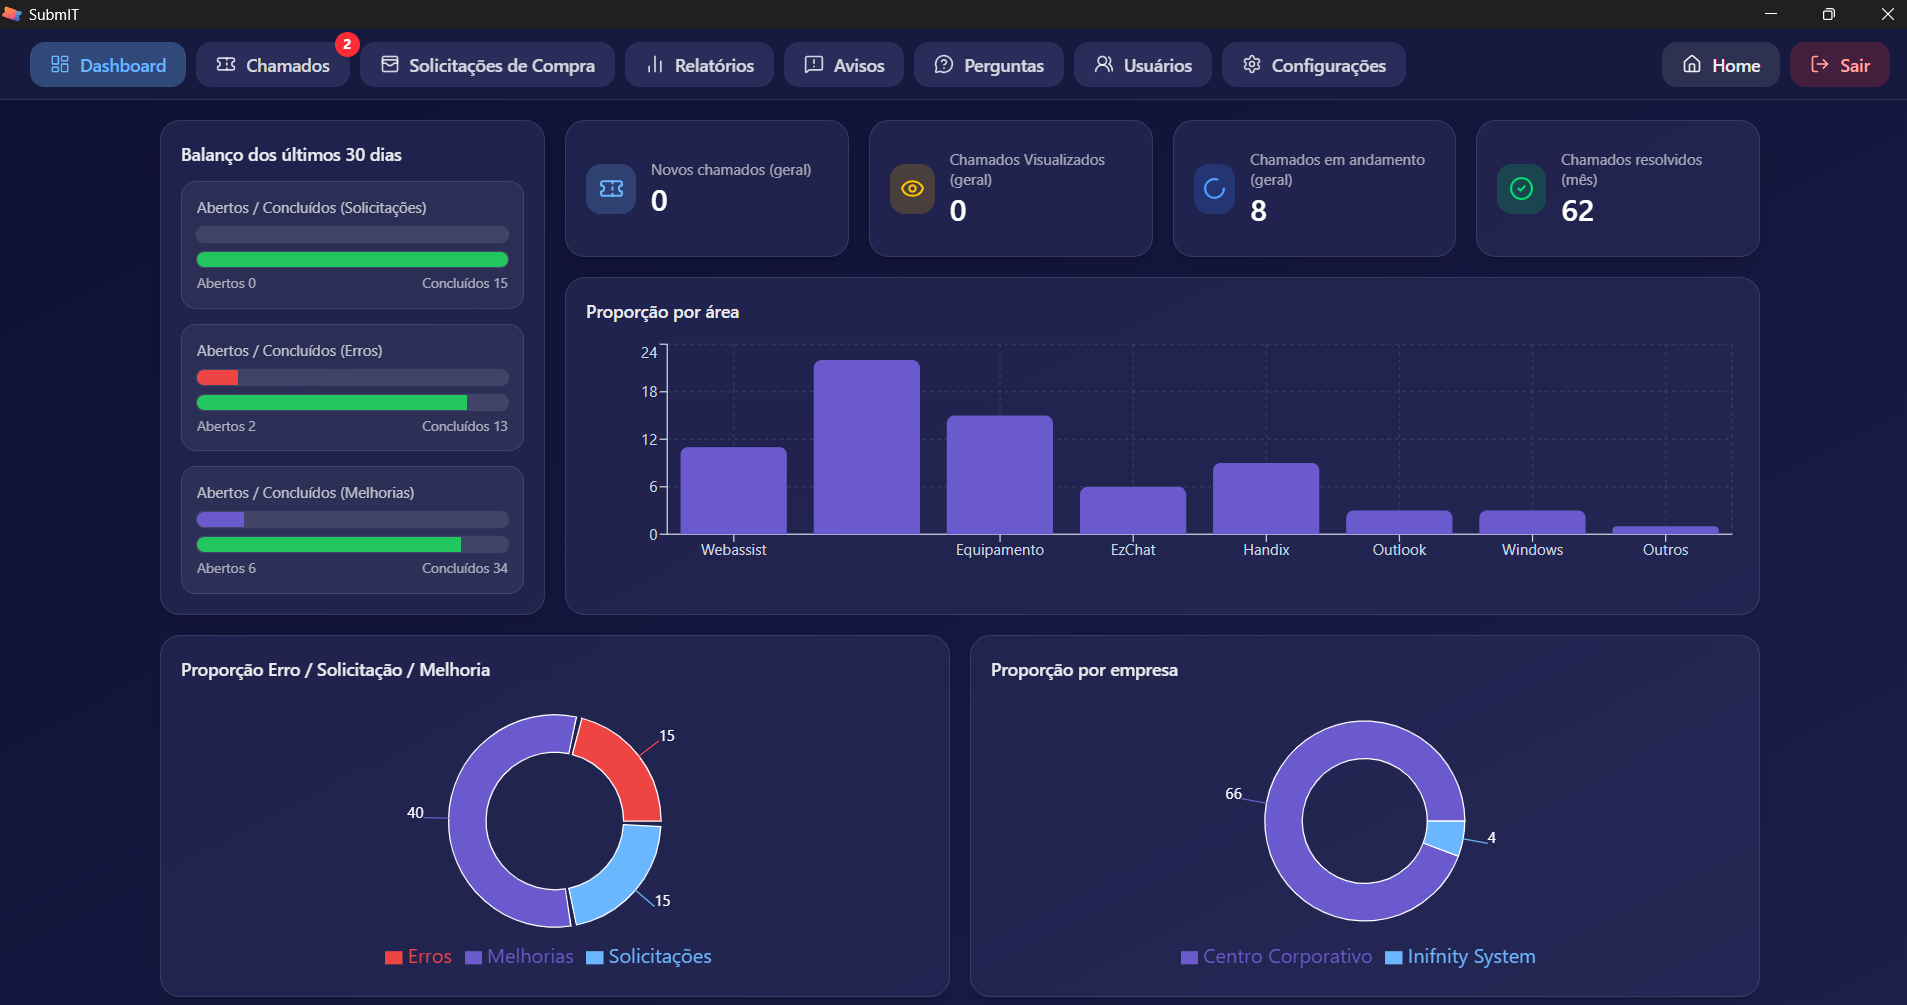 SubmIT
Dashboard
Chamados
2
Solicitações de Compra
Relatórios
Avisos
Perguntas
Usuários
Configurações
Home
Sair
Balanço dos últimos 30 dias
Abertos / Concluídos (Solicitações)
Abertos 0
Concluídos 15
Abertos / Concluídos (Erros)
Abertos 2
Concluídos 13
Abertos / Concluídos (Melhorias)
Abertos 6
Concluídos 34
Novos chamados (geral)
0
Chamados Visualizados
(geral)
0
Chamados em andamento
(geral)
8
Chamados resolvidos
(mês)
62
Proporção por área
24
18
12
6
0
Webassist
Equipamento
EzChat
Handix
Outlook
Windows
Outros
Proporção Erro / Solicitação / Melhoria
15
40
15
Erros
Melhorias
Solicitações
Proporção por empresa
66
4
Centro Corporativo
Inifnity System